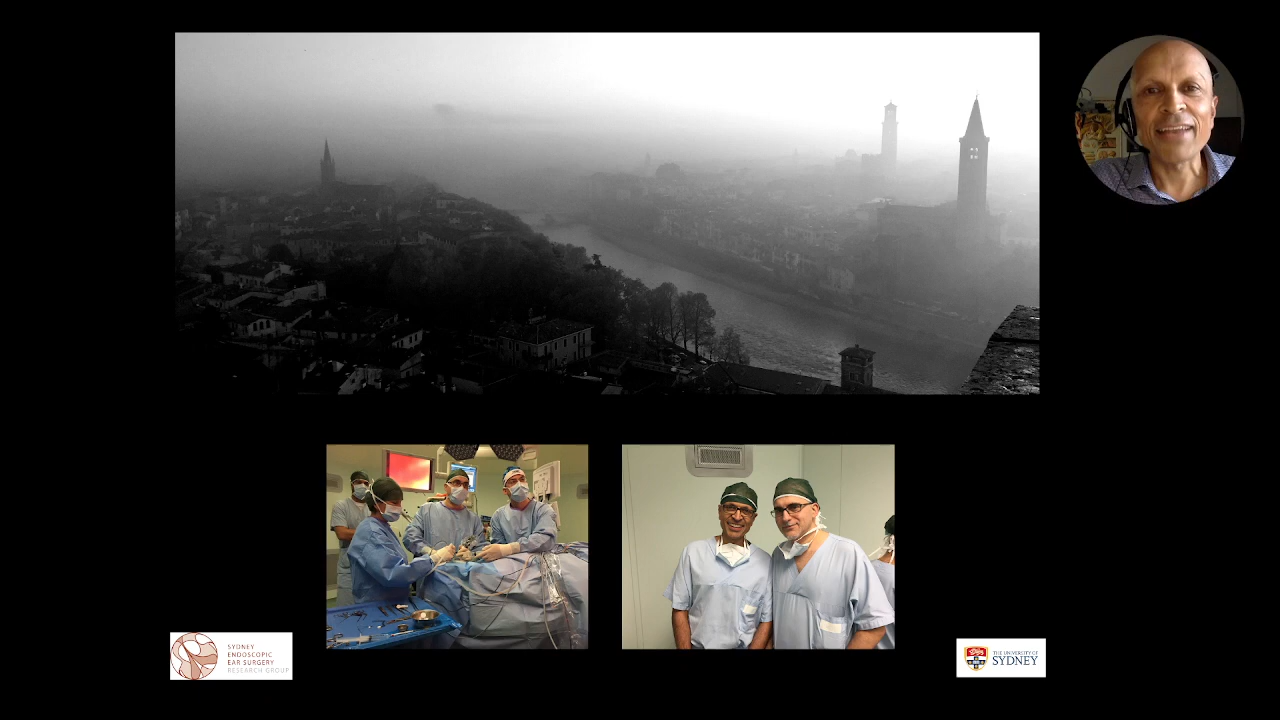 SYDNEY
ENDOSCOPIC
EAR SURGERY
RESEARCH GROUP
THE UNIVERSITY OF
SYDNEY